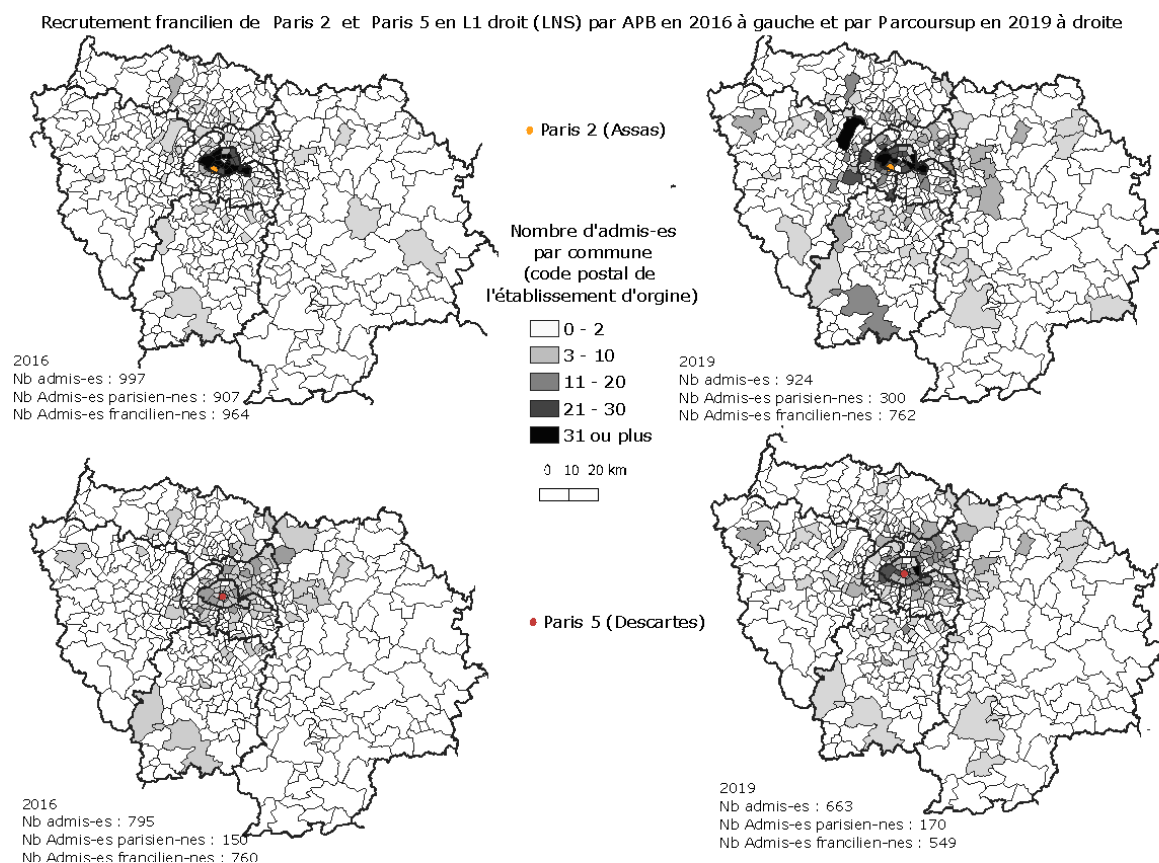 Recrutement francilien de Paris 2 et Paris 5 en L1 droit (LNS) par APB en 2016 à gauche et par Parcoursup en 2019 à droite
Paris 2 (Assas)
Nombre d'admis-es
par commune
(code postal de
l'établissement d'orgine)
0 - 2
3 - 10
11 - 20
21 - 30
31 ou plus
0 10 20 km
2016
Nb admis-es : 997
Nb Admis-es parisien-nes : 907
Nb Admis-es francilien-nes : 964
2019
Nb admis-es : 924
Nb Admis-es parisien-nes : 300
Nb Admis-es francilien-nes : 762
Paris 5 (Descartes)
2016
Nb admis-es : 795
Nb Admis-es parisien-nes : 150
Nb Admis-es francilien-nes : 760
2019
Nb admis-es : 663
Nb Admis-es parisien-nes : 170
Nb Admis-es francilien-nes : 549